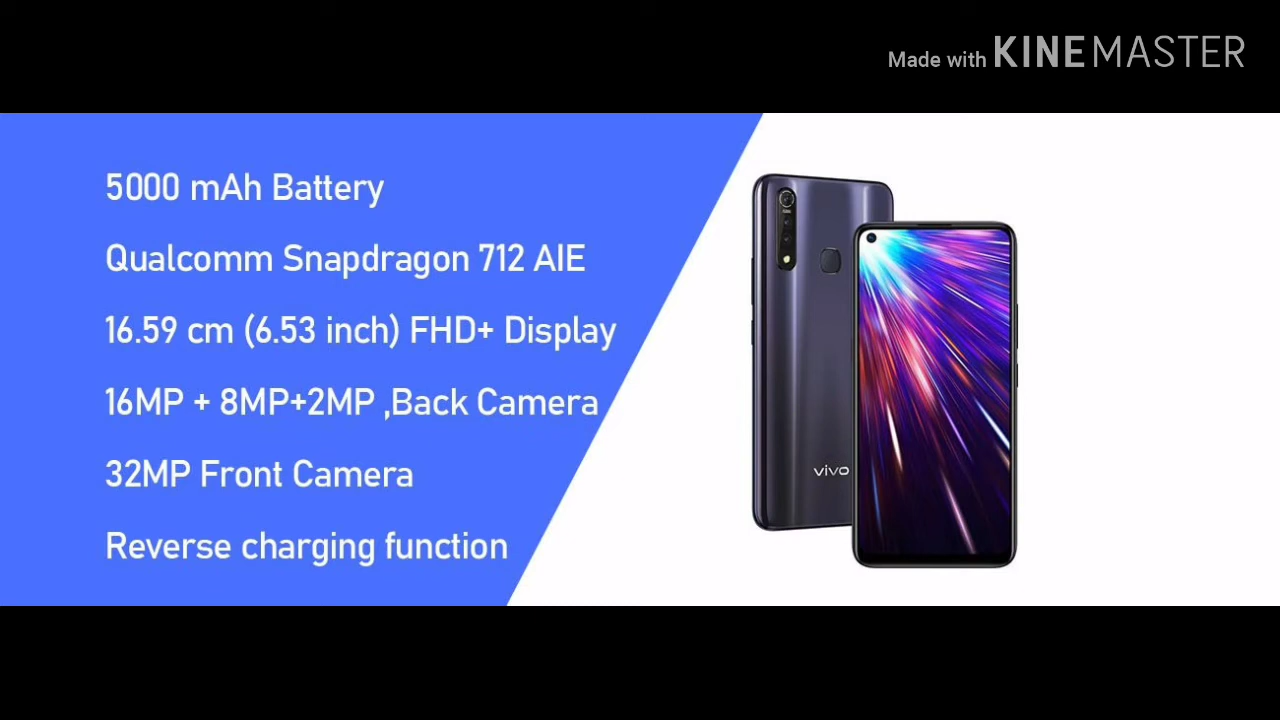 Made with KINEMASTER
5000 mAh Battery
Qualcomm Snapdragon 712 AIE
16.59 cm (6.53 inch) FHD+ Display
16MP + 8MP+2MP ,Back Camera
32MP Front Camera
Reverse charging function
vivo